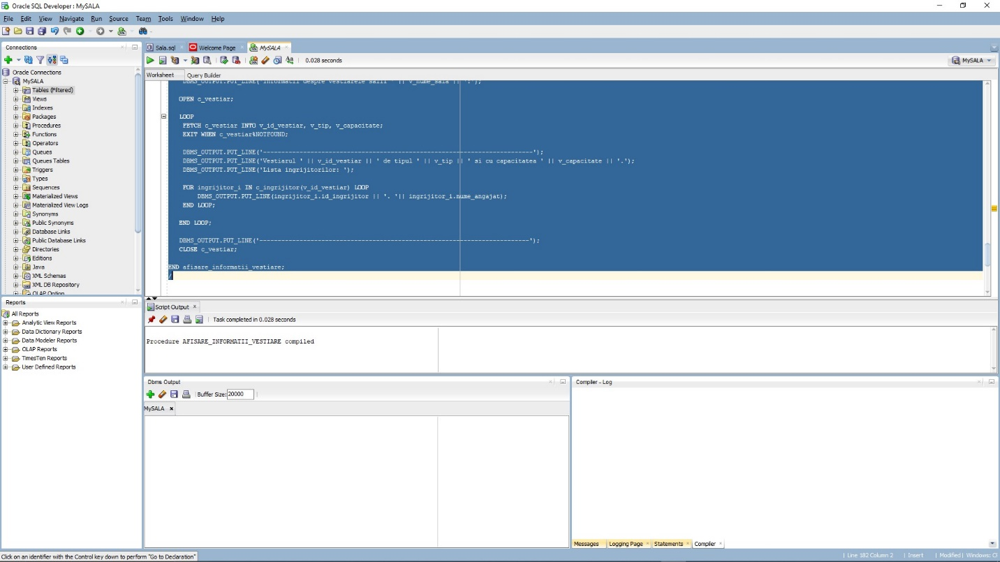 Oracle SQL Developer : MySALA
File Edit View Navigate Run Source Team Tools Window Help
Connections
Oracle Connections
MySALA
Tables (Filtered)
Views
Indexes
Packages
Procedures
Functions
Operators
Queues
Queues Tables
Triggers
Types
Sequences
Materialized Views
Materialized View Logs
Synonyms
Public Synonyms
Database Links
Public Database Links
Directories
Editions
Java
XML Schemas
XML DB Repository
OLAP Option
Reports
All Reports
Analytic View Reports
Data Dictionary Reports
Data Modeler Reports
OLAP Reports
TimesTen Reports
User Defined Reports
Sala.sql Welcome Page MySALA
0.028 seconds MySALA
Worksheet Query Builder
DBMS_OUTPUT.PUT_LINE('Informatii despre vestiarele salii ' || v_nume_sala || ':');
OPEN c_vestiar;
LOOP
FETCH c_vestiar INTO v_id_vestiar, v_tip, v_capacitate;
EXIT WHEN c_vestiar%NOTFOUND;
DBMS_OUTPUT.PUT_LINE('---------------------------------------------------------------------------');
DBMS_OUTPUT.PUT_LINE('Vestiarul ' || v_id_vestiar || ' de tipul ' || v_tip || ' si cu capacitatea ' || v_capacitate || '.');
DBMS_OUTPUT.PUT_LINE('Lista ingrijitorilor: ');
FOR ingrijitor_i IN c_ingrijitor(v_id_vestiar) LOOP
DBMS_OUTPUT.PUT_LINE(ingrijitor_i.id_ingrijitor || '. '|| ingrijitor_i.nume_angajat);
END LOOP;
END LOOP;
DBMS_OUTPUT.PUT_LINE('---------------------------------------------------------------------------');
CLOSE c_vestiar;
END afisare_informatii_vestiare;
/
Script Output
Task completed in 0.028 seconds
Procedure AFISARE_INFORMATII_VESTIARE compiled
Dbms Output
Buffer Size: 20000
MySALA
Compiler - Log
Messages Logging Page Statements Compiler
Click on an identifier with the Control key down to perform "Go to Declaration"
Line 182 Column 2 | Insert | Modified | Windows: Cl